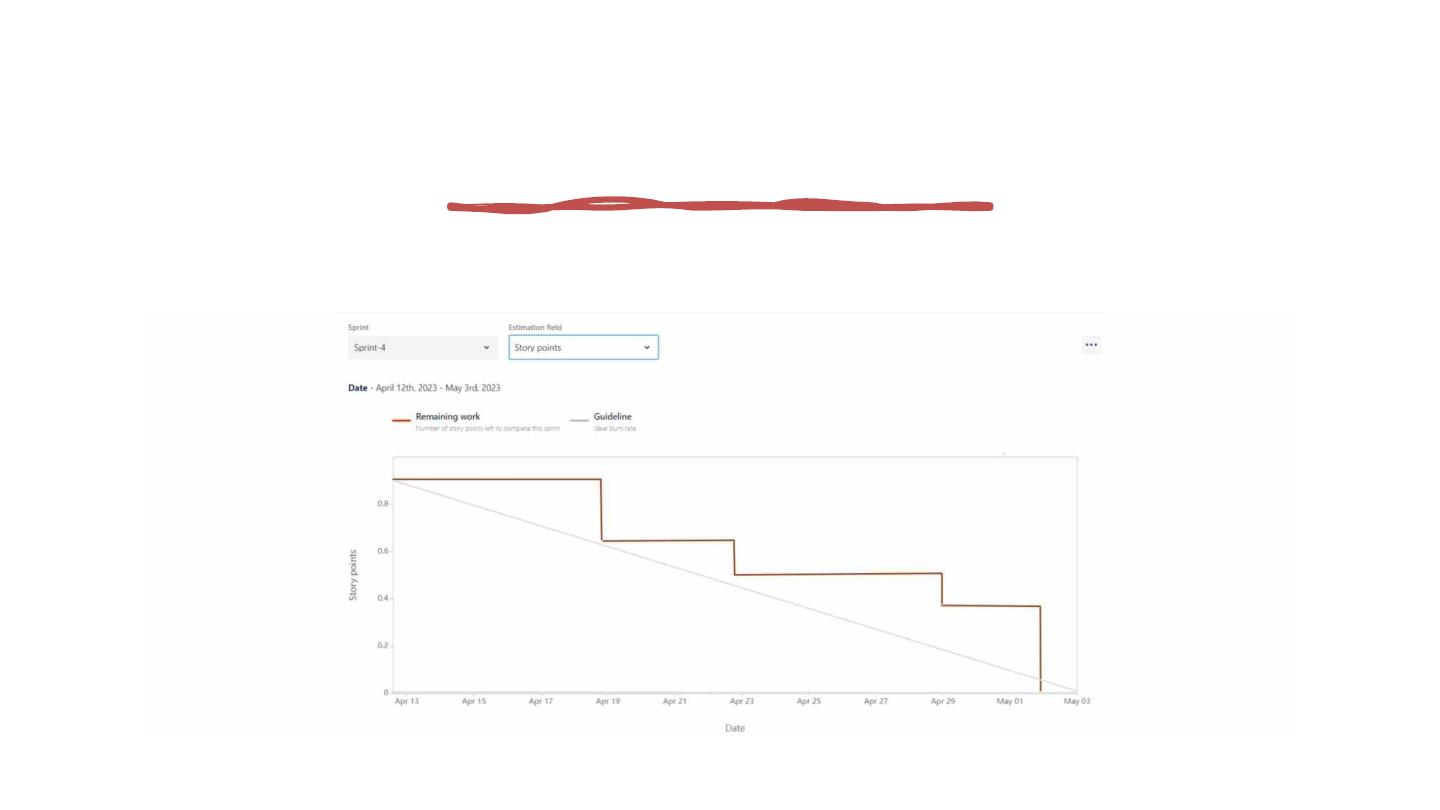 Sprint Estimation field
Sprint-4 Story points
Date - April 12th, 2023 - May 3rd, 2023
Remaining work Guideline
Number of story points left to complete this sprint Ideal burn rate
0.8
0.6
0.4
0.2
0
Story points
Apr 13 Apr 15 Apr 17 Apr 19 Apr 21 Apr 23 Apr 25 Apr 27 Apr 29 May 01 May 03
Date